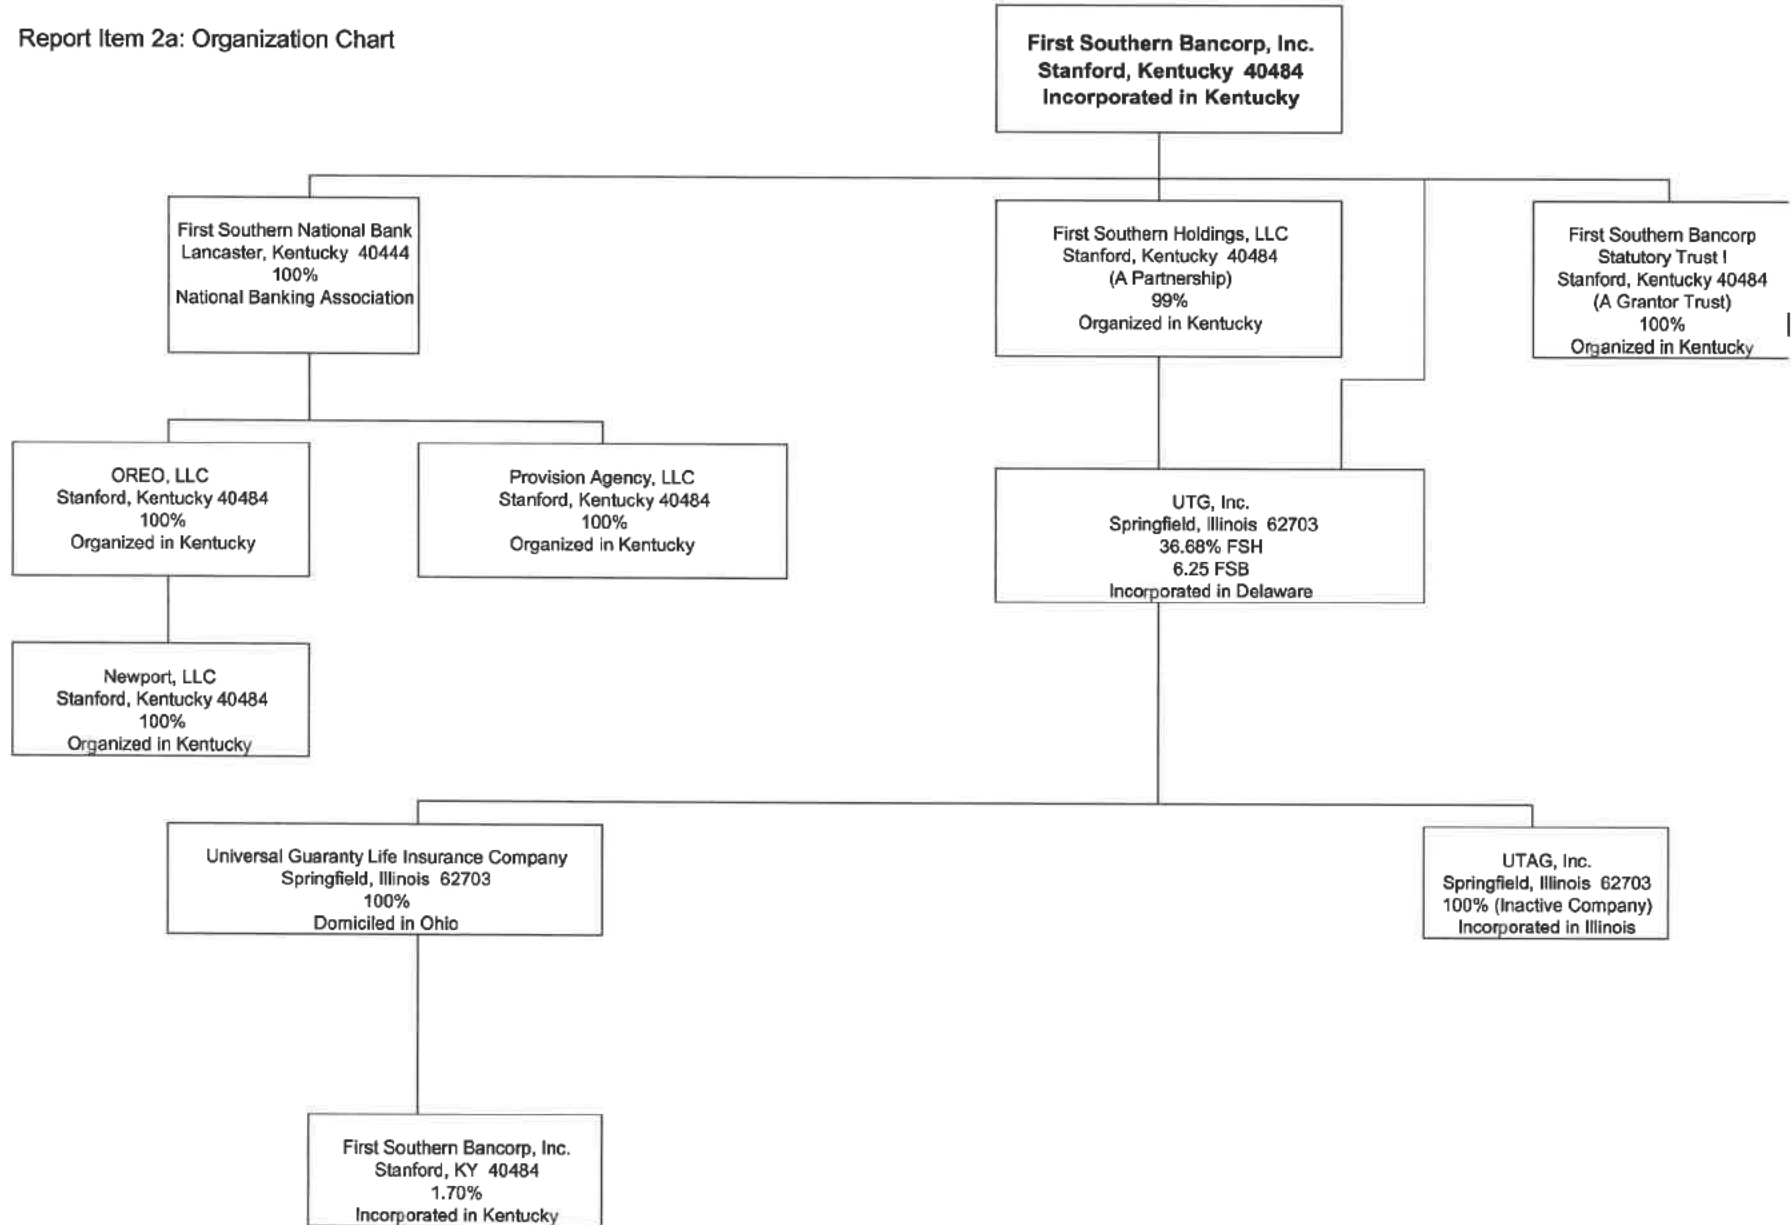 Report Item 2a: Organization Chart
First Southern Bancorp, Inc.
Stanford, Kentucky 40484
Incorporated in Kentucky
First Southern National Bank
Lancaster, Kentucky 40444
100%
National Banking Association
First Southern Holdings, LLC
Stanford, Kentucky 40484
(A Partnership)
99%
Organized in Kentucky
First Southern Bancorp
Statutory Trust I
Stanford, Kentucky 40484
(A Grantor Trust)
100%
Organized in Kentucky
OREO, LLC
Stanford, Kentucky 40484
100%
Organized in Kentucky
Provision Agency, LLC
Stanford, Kentucky 40484
100%
Organized in Kentucky
UTG, Inc.
Springfield, Illinois 62703
36.68% FSH
6.25 FSB
Incorporated in Delaware
Newport, LLC
Stanford, Kentucky 40484
100%
Organized in Kentucky
Universal Guaranty Life Insurance Company
Springfield, Illinois 62703
100%
Domiciled in Ohio
UTAG, Inc.
Springfield, Illinois 62703
100% (Inactive Company)
Incorporated in Illinois
First Southern Bancorp, Inc.
Stanford, KY 40484
1.70%
Incorporated in Kentucky